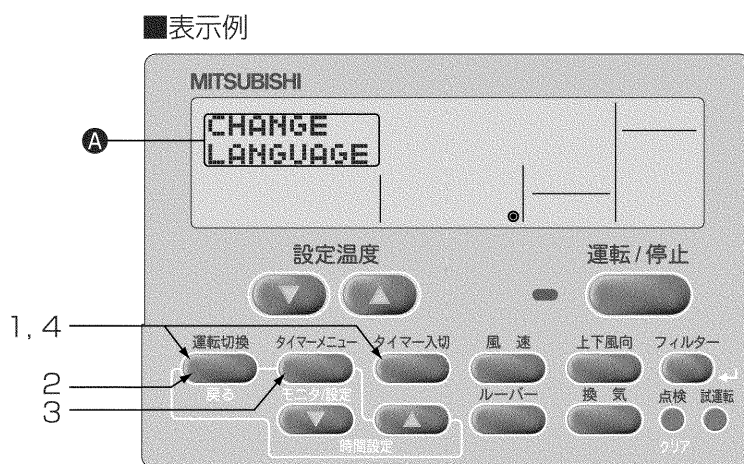 ■表示例
MITSUBISHI
A
CHANGE
LANGUAGE
設定温度
運転/停止
1, 4
運転切換 タイマーメニュー タイマー入切 風 速 上下風向 フィルター
2
3
戻る モニタ/設定 ルーバー 換 気 点検 試運転
時間設定 クリア